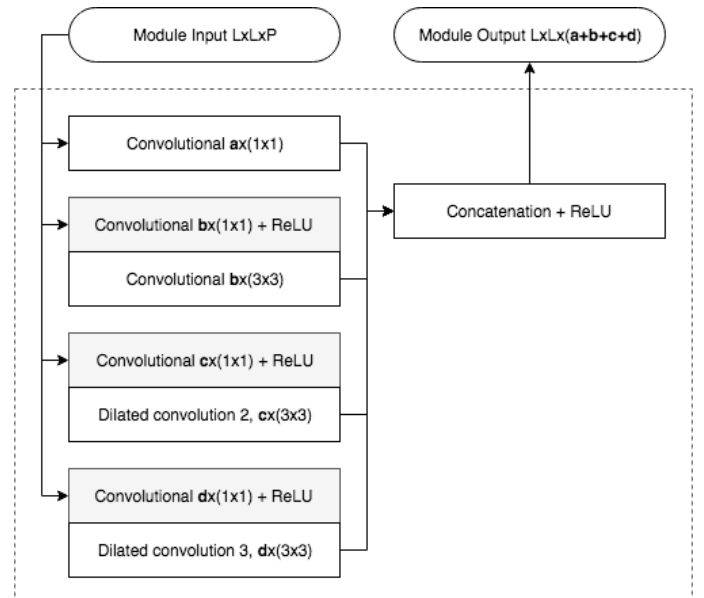 Module Input LxLxP
Module Output LxLx(a+b+c+d)
Convolutional ax(1x1)
Convolutional bx(1x1) + ReLU
Convolutional bx(3x3)
Concatenation + ReLU
Convolutional cx(1x1) + ReLU
Dilated convolution 2, cx(3x3)
Convolutional dx(1x1) + ReLU
Dilated convolution 3, dx(3x3)